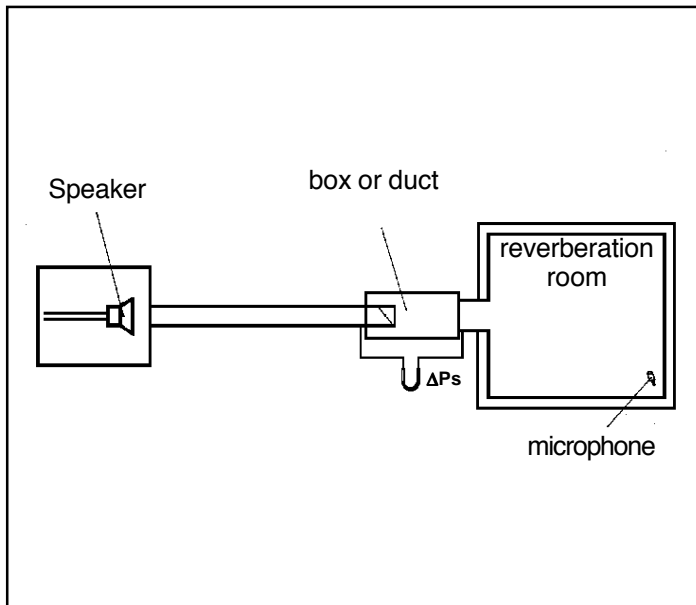 Speaker
box or duct
reverberation
room
ΔPs
microphone